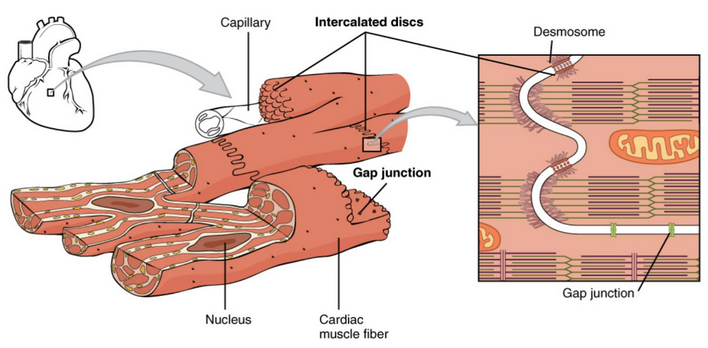 Capillary
Intercalated discs
Desmosome
Gap junction
Gap junction
Nucleus
Cardiac
muscle fiber